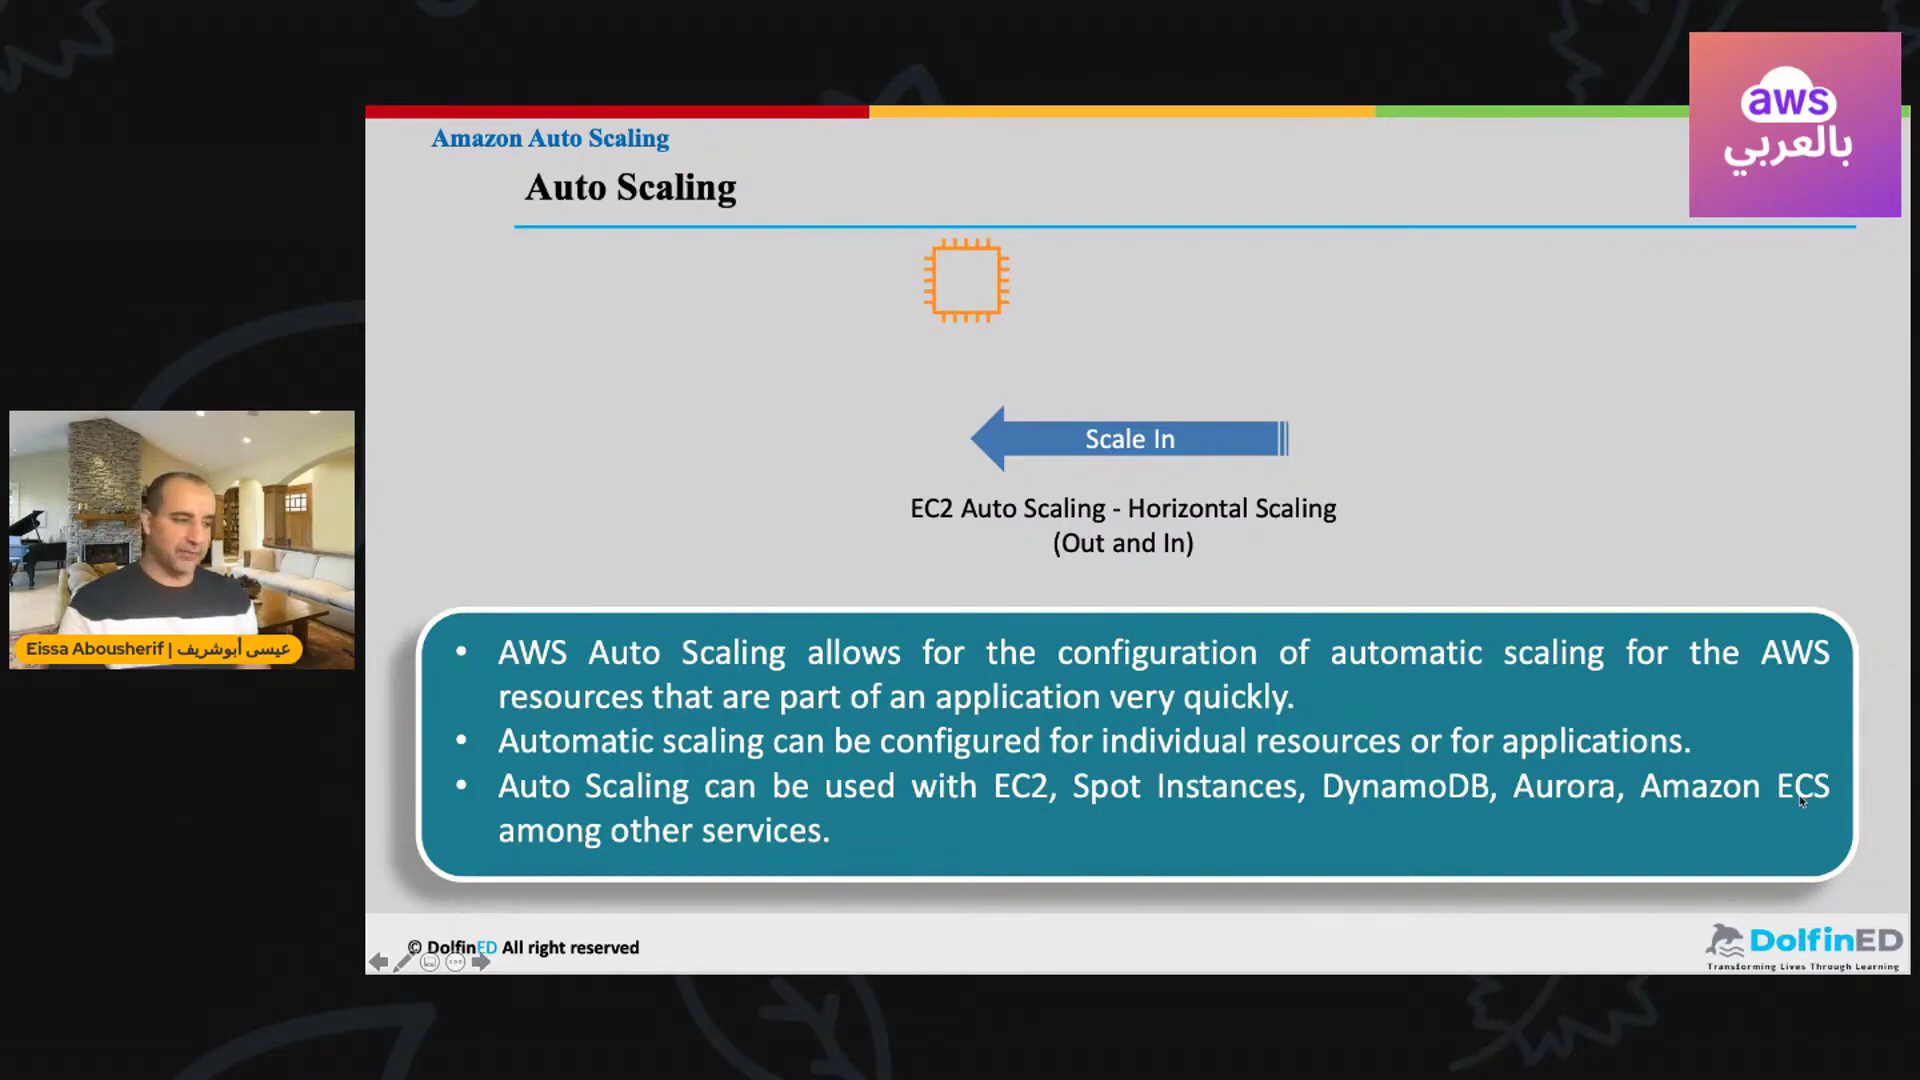 aws
بالعربي
Amazon Auto Scaling
Auto Scaling
Scale In
EC2 Auto Scaling - Horizontal Scaling
(Out and In)
Eissa Abousherif | عيسى أبوشريف
• AWS Auto Scaling allows for the configuration of automatic scaling for the AWS
resources that are part of an application very quickly.
• Automatic scaling can be configured for individual resources or for applications.
• Auto Scaling can be used with EC2, Spot Instances, DynamoDB, Aurora, Amazon ECS
among other services.
© DolfinED All right reserved
DolfinED
Transforming Lives Through Learning